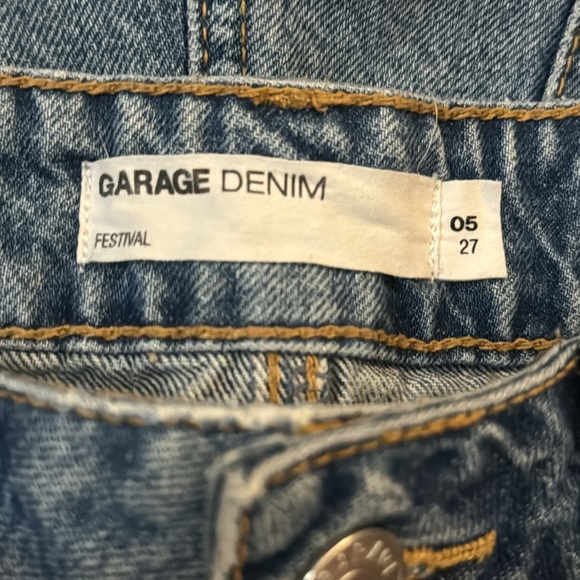 GARAGE DENIM
FESTIVAL
05
27